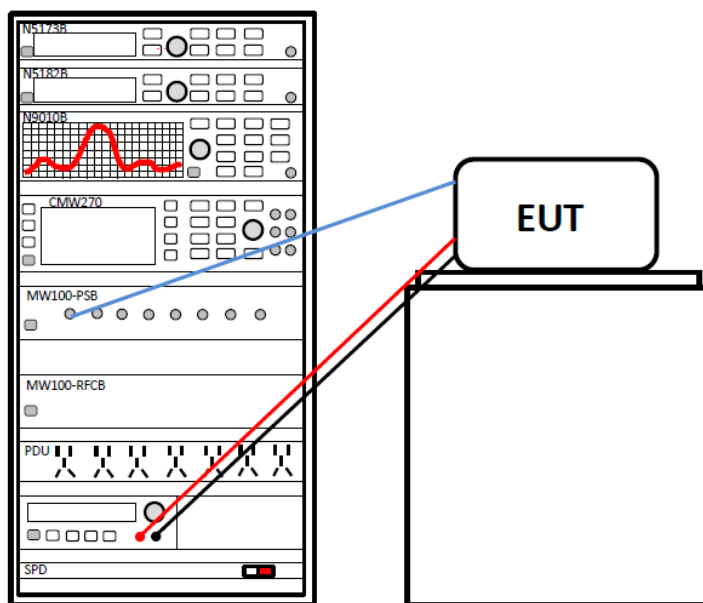 N5173B
N5182B
N9010B
CMW270
EUT
MW100-PSB
MW100-RFCB
PDU
SPD